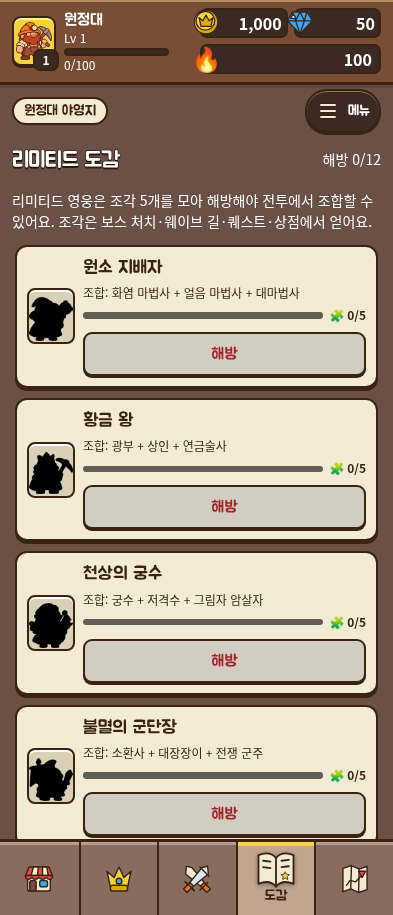 원정대
Lv 1
0/100
1
1,000
50
100
원정대 야영지
메뉴
리미티드 도감
해방 0/12
리미티드 영웅은 조각 5개를 모아 해방해야 전투에서 조합할 수
있어요. 조각은 보스 처치·웨이브 길·퀘스트·상점에서 얻어요.
원소 지배자
조합: 화염 마법사 + 얼음 마법사 + 대마법사
0/5
해방
황금 왕
조합: 광부 + 상인 + 연금술사
0/5
해방
천상의 궁수
조합: 궁수 + 저격수 + 그림자 암살자
0/5
해방
불멸의 군단장
조합: 소환사 + 대장장이 + 전쟁 군주
0/5
해방
도감